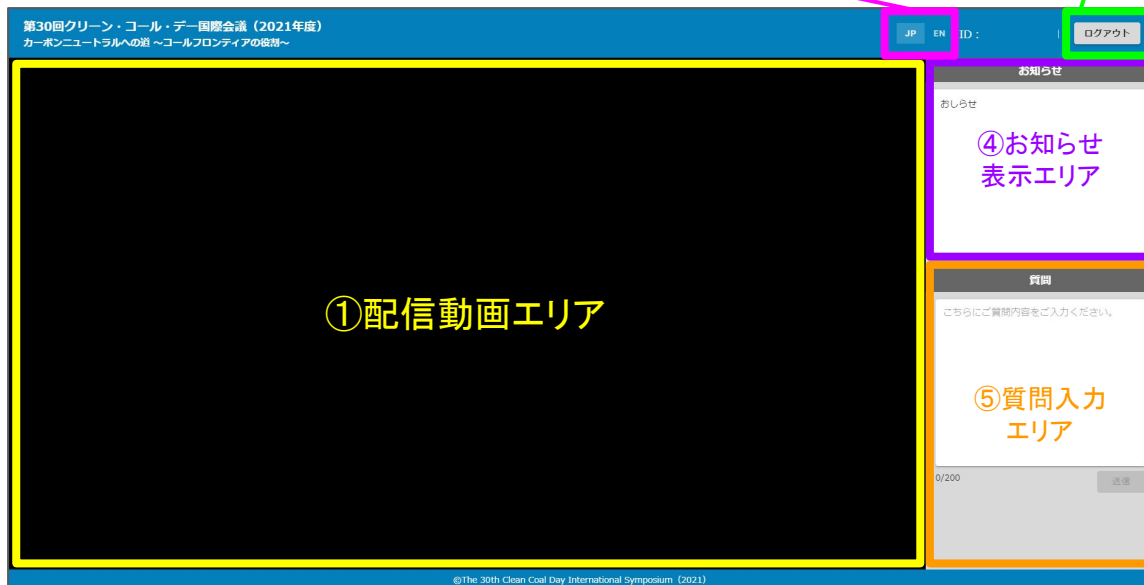 第30回クリーン・コール・デー国際会議（2021年度）
カーボンニュートラルへの道 ～コールフロンティアの役割～
JP EN ID : ログアウト
お知らせ
おしらせ
④お知らせ
表示エリア
①配信動画エリア
質問
こちらにご質問内容をご入力ください。
⑤質問入力
エリア
0/200 送信
©The 30th Clean Coal Day International Symposium（2021）